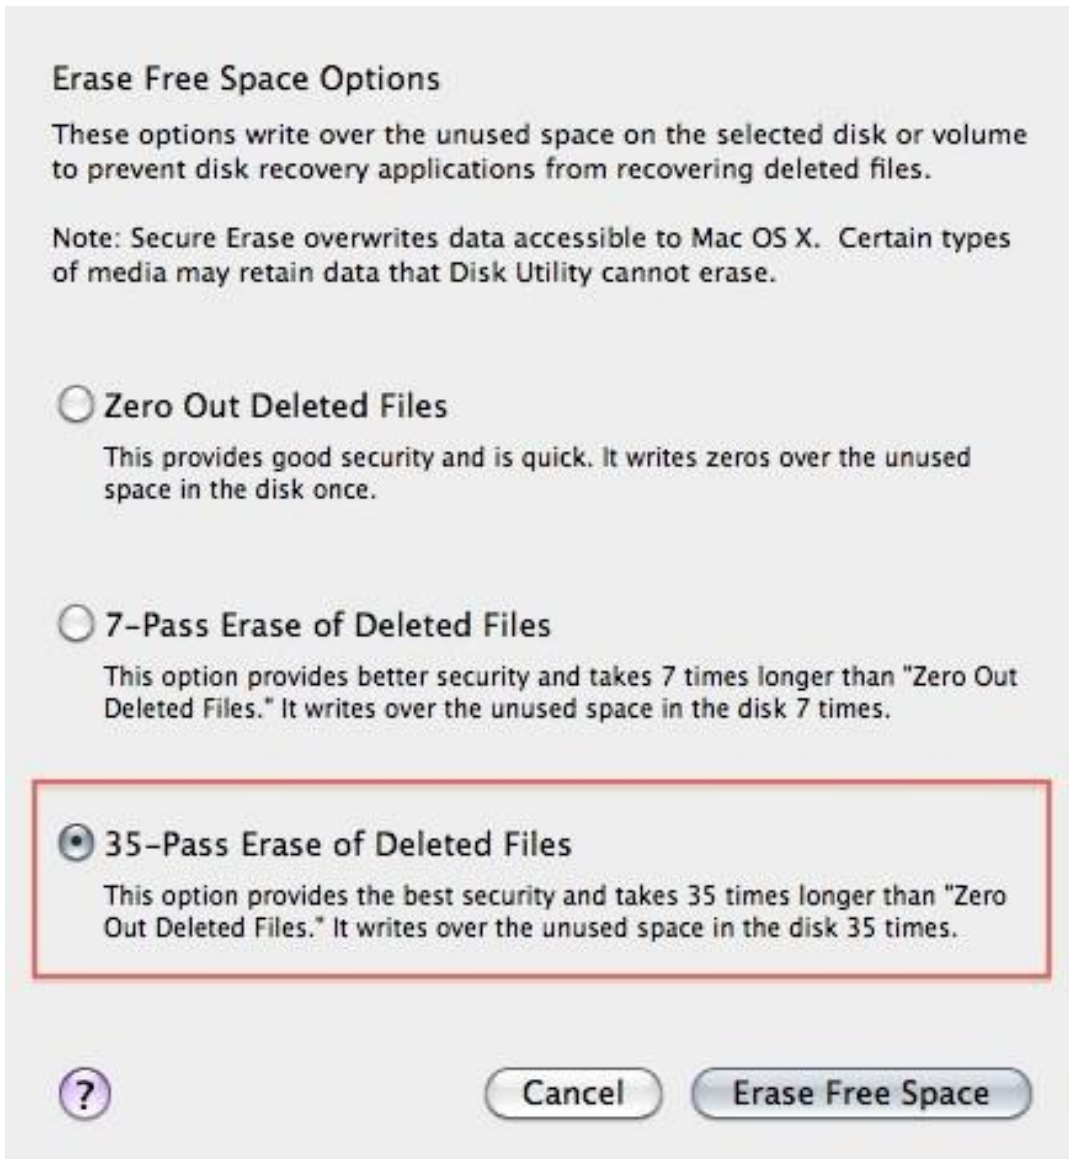 Erase Free Space Options
These options write over the unused space on the selected disk or volume
to prevent disk recovery applications from recovering deleted files.
Note: Secure Erase overwrites data accessible to Mac OS X.  Certain types
of media may retain data that Disk Utility cannot erase.
Zero Out Deleted Files
This provides good security and is quick. It writes zeros over the unused
space in the disk once.
7-Pass Erase of Deleted Files
This option provides better security and takes 7 times longer than "Zero Out
Deleted Files." It writes over the unused space in the disk 7 times.
35-Pass Erase of Deleted Files
This option provides the best security and takes 35 times longer than "Zero
Out Deleted Files." It writes over the unused space in the disk 35 times.
? Cancel Erase Free Space